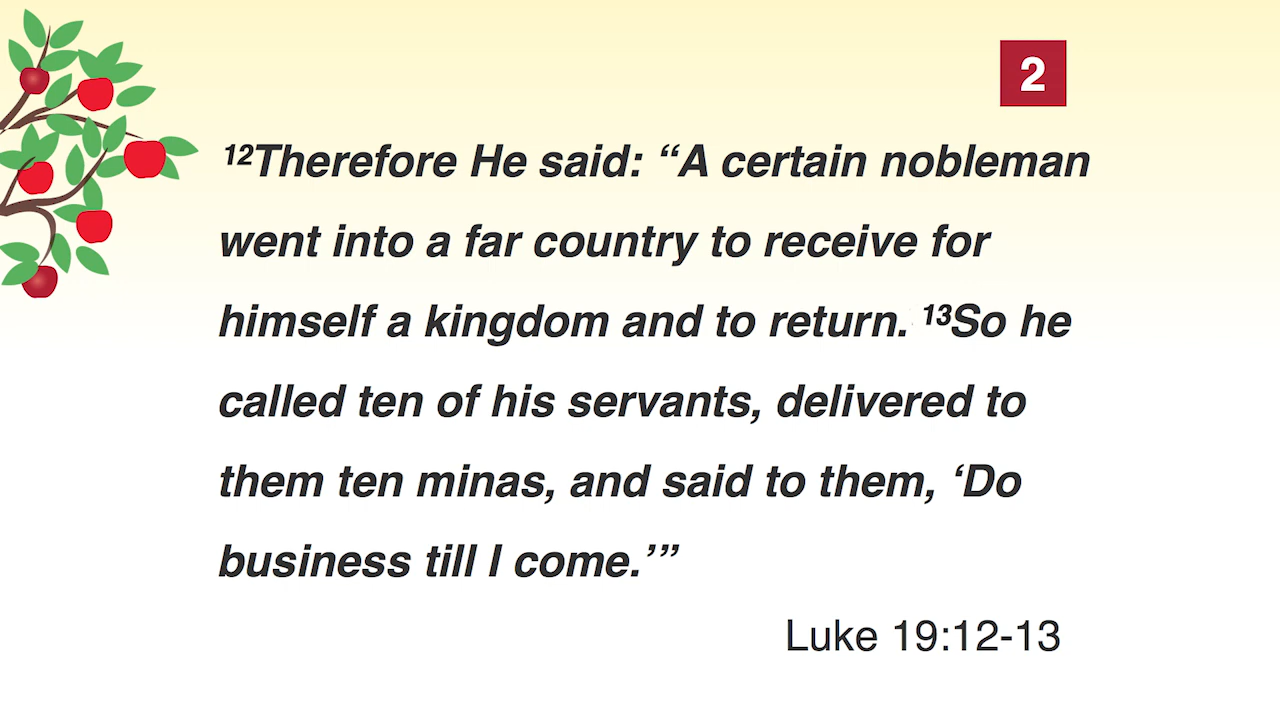 2
¹²Therefore He said: “A certain nobleman
went into a far country to receive for
himself a kingdom and to return. ¹³So he
called ten of his servants, delivered to
them ten minas, and said to them, ‘Do
business till I come.’”
Luke 19:12-13